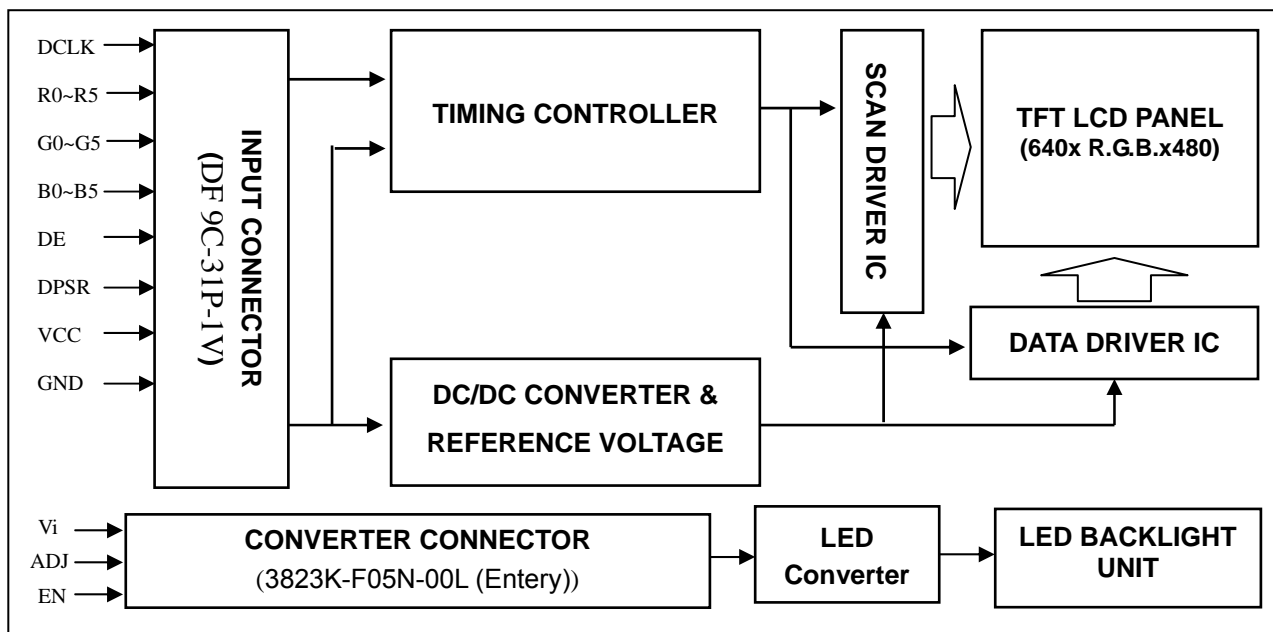 DCLK
R0~R5
G0~G5
B0~B5
DE
DPSR
VCC
GND
INPUT CONNECTOR
(DF 9C-31P-1V)
TIMING CONTROLLER
SCAN DRIVER IC
TFT LCD PANEL
(640x R.G.B.x480)
DATA DRIVER IC
DC/DC CONVERTER &
REFERENCE VOLTAGE
Vi
ADJ
EN
CONVERTER CONNECTOR
(3823K-F05N-00L (Entery))
LED
Converter
LED BACKLIGHT
UNIT